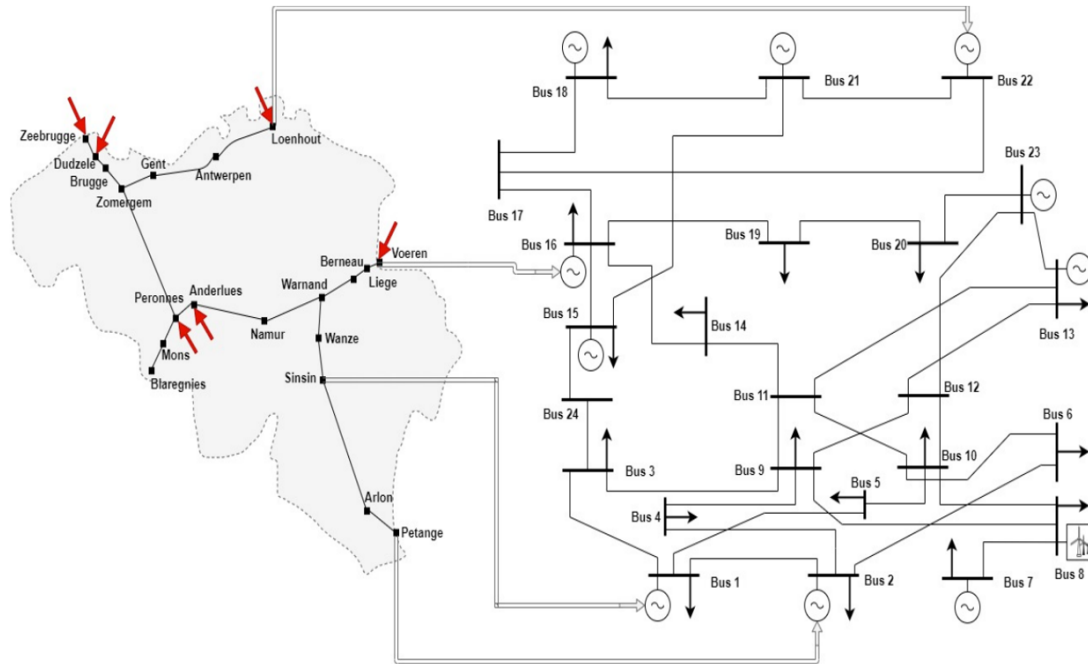 Zeebrugge
Dudzele
Brugge
Zomergem
Gent
Antwerpen
Loenhout
Voeren
Berneau
Liege
Warnand
Anderlues
Peronnes
Namur
Wanze
Mons
Blaregnies
Sinsin
Arlon
Petange
Bus 18
Bus 21
Bus 22
Bus 23
Bus 17
Bus 16
Bus 19
Bus 20
Bus 15
Bus 14
Bus 13
Bus 24
Bus 11
Bus 12
Bus 6
Bus 3
Bus 9
Bus 10
Bus 5
Bus 4
Bus 1
Bus 2
Bus 7
Bus 8